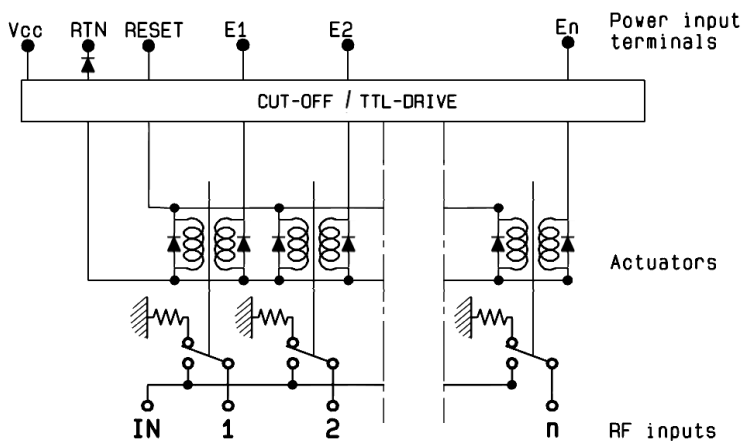 Power input
terminals
Vcc RTN RESET E1 E2 En
CUT-OFF / TTL-DRIVE
Actuators
IN 1 2 n
RF inputs